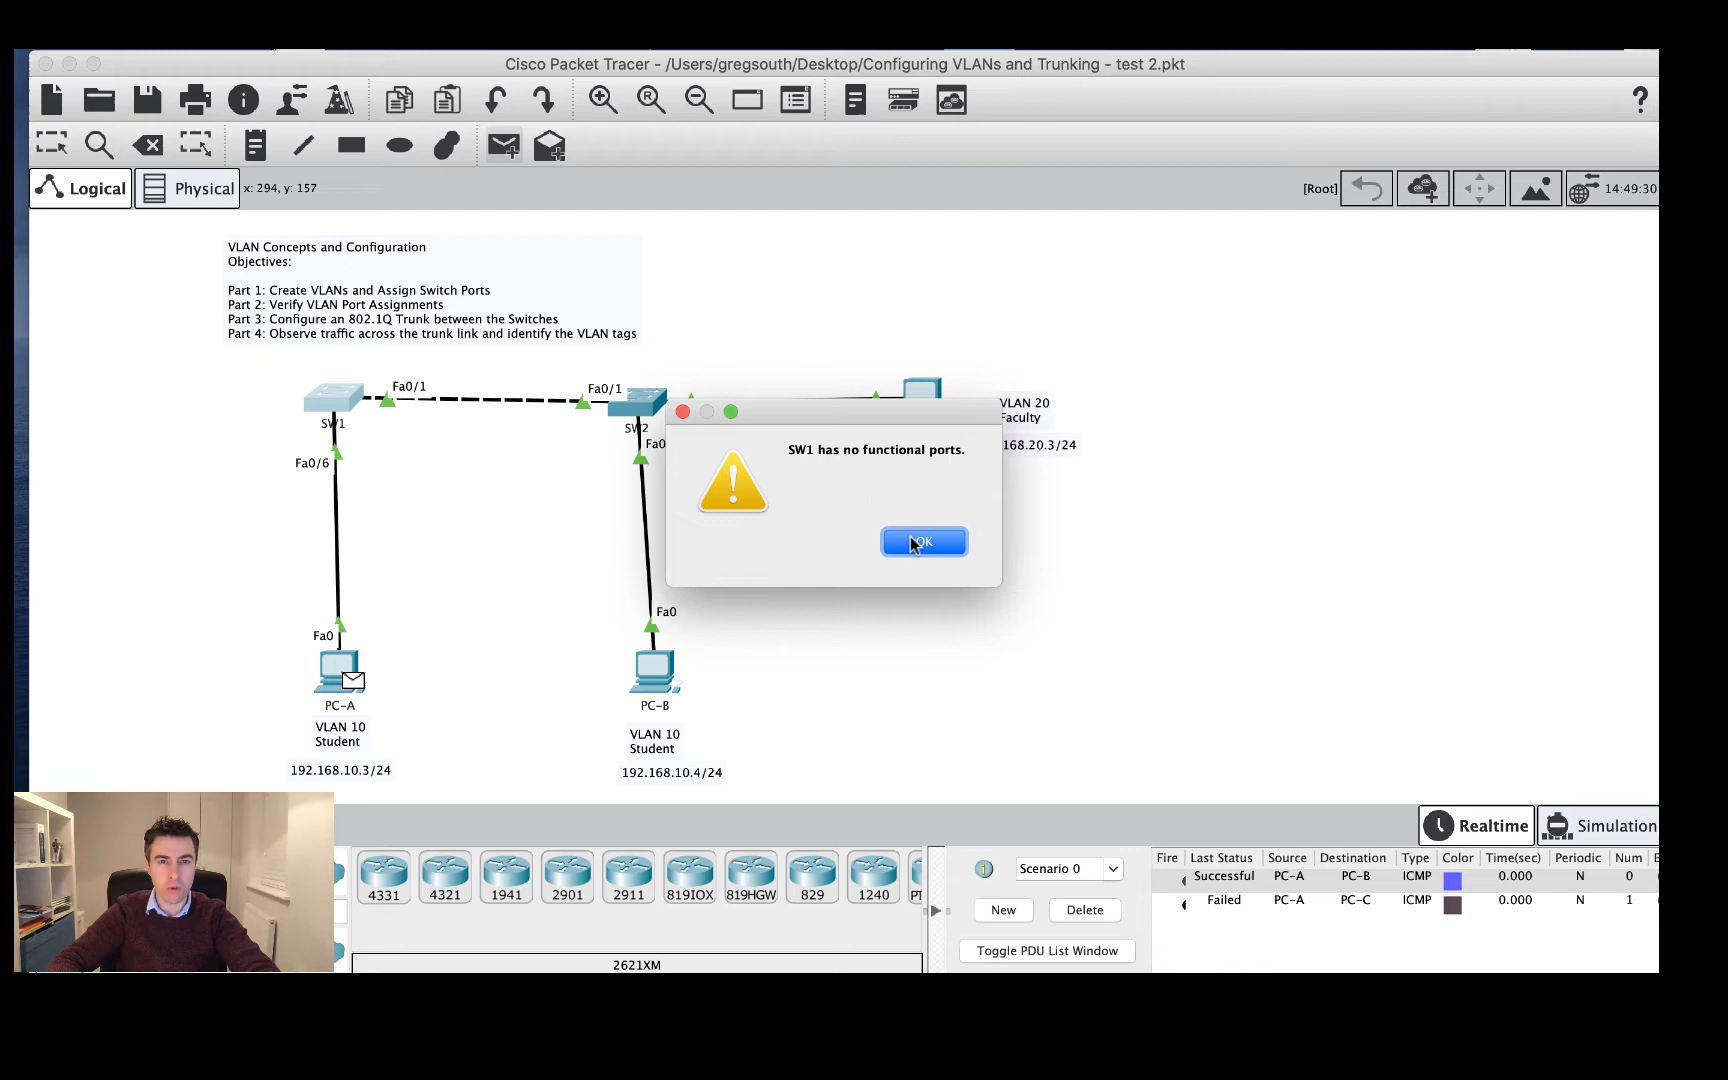 Cisco Packet Tracer - /Users/gregsouth/Desktop/Configuring VLANs and Trunking - test 2.pkt
Logical
Physical
x: 294, y: 157
[Root]
14:49:30
VLAN Concepts and Configuration
Objectives:
Part 1: Create VLANs and Assign Switch Ports
Part 2: Verify VLAN Port Assignments
Part 3: Configure an 802.1Q Trunk between the Switches
Part 4: Observe traffic across the trunk link and identify the VLAN tags
Fa0/1
Fa0/1
SW1
SW2
Fa0
Fa0/6
VLAN 20
Faculty
168.20.3/24
SW1 has no functional ports.
OK
Fa0
Fa0
PC-A
PC-B
VLAN 10
Student
VLAN 10
Student
192.168.10.3/24
192.168.10.4/24
Realtime
Simulation
4331
4321
1941
2901
2911
819IOX
819HGW
829
1240
PT
2621XM
Scenario 0
New
Delete
Toggle PDU List Window
Fire Last Status Source Destination Type Color Time(sec) Periodic Num
Successful PC-A PC-B ICMP 0.000 N 0
Failed PC-A PC-C ICMP 0.000 N 1